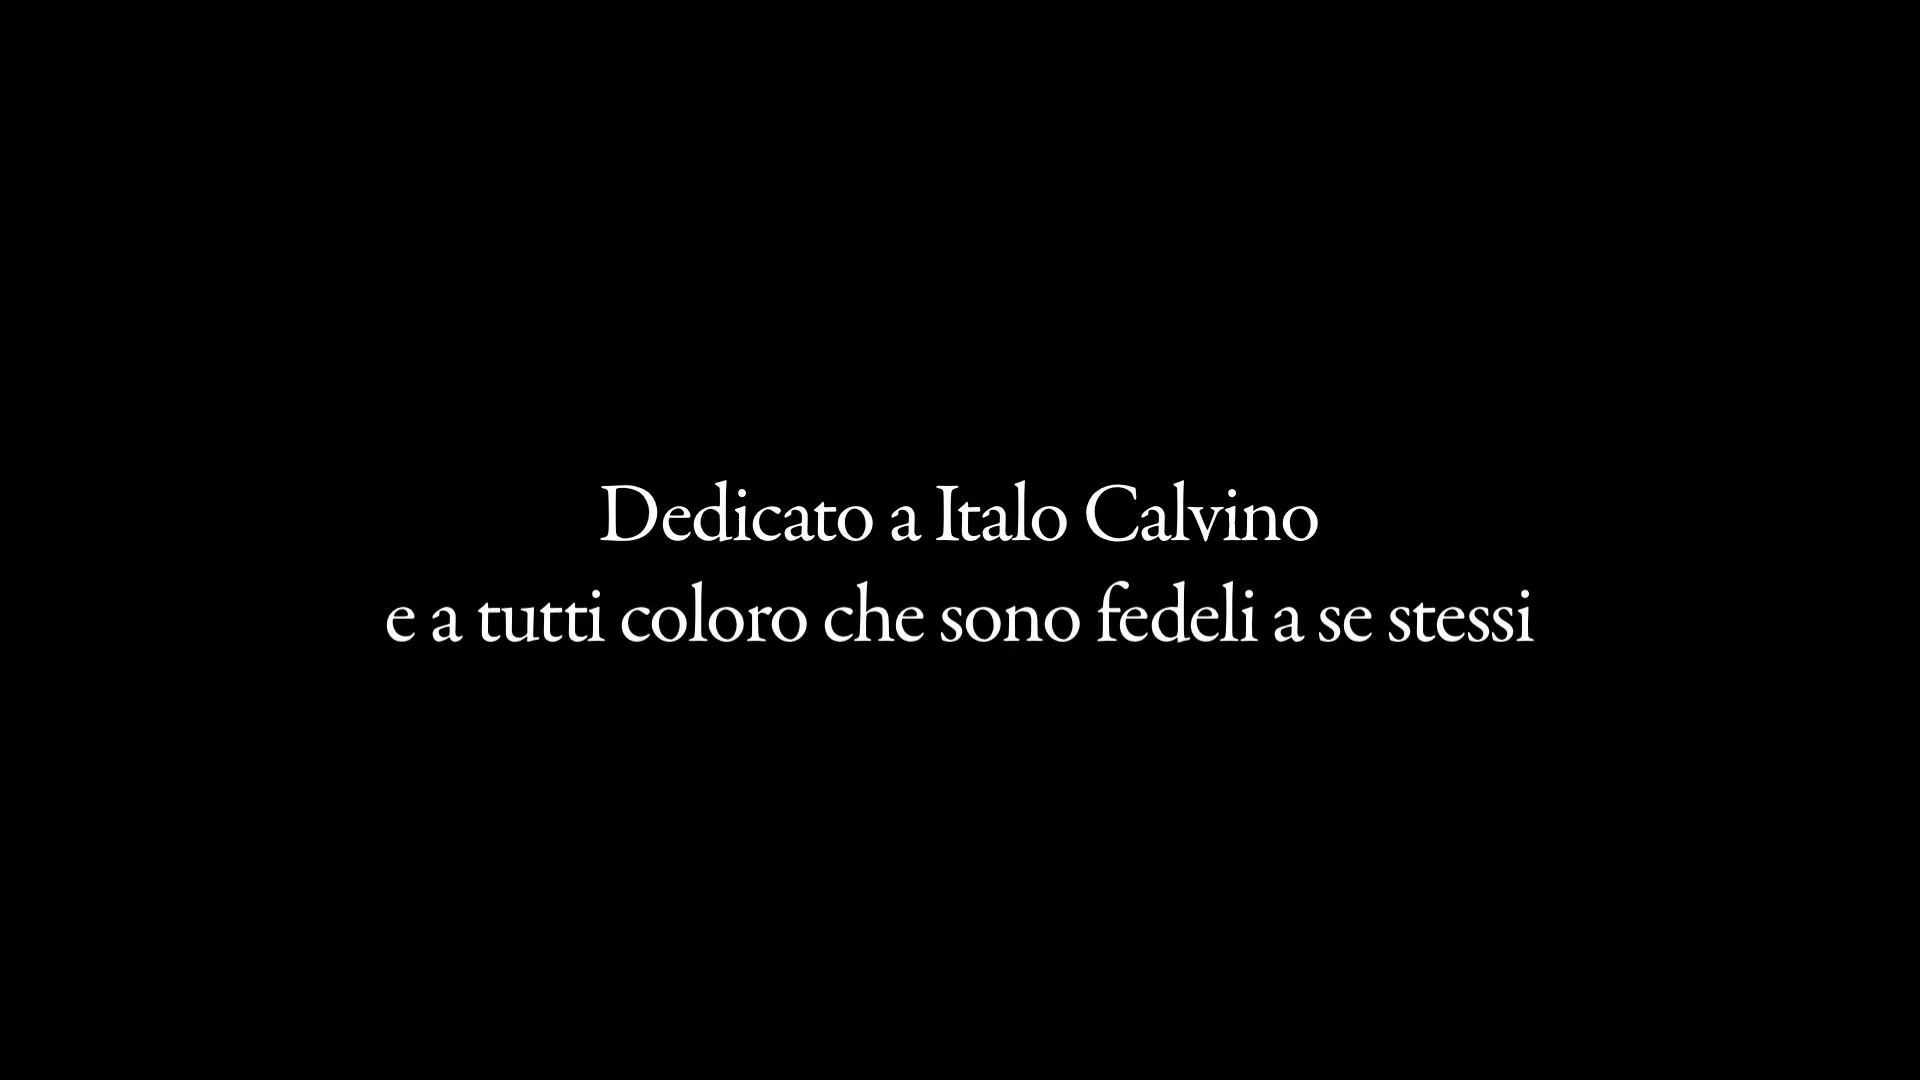 Dedicato a Italo Calvino
e a tutti coloro che sono fedeli a se stessi